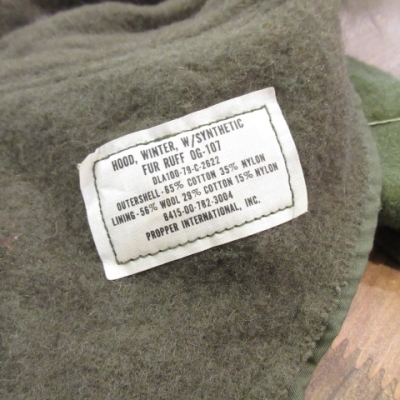 HOOD, WINTER, W/SYNTHETIC
FUR RUFF OG-107
DLA100-79-C-2622
OUTERSHELL-65% COTTON 35% NYLON
LINING-56% WOOL 29% COTTON 15% NYLON
8415-00-782-3004
PROPPER INTERNATIONAL, INC.